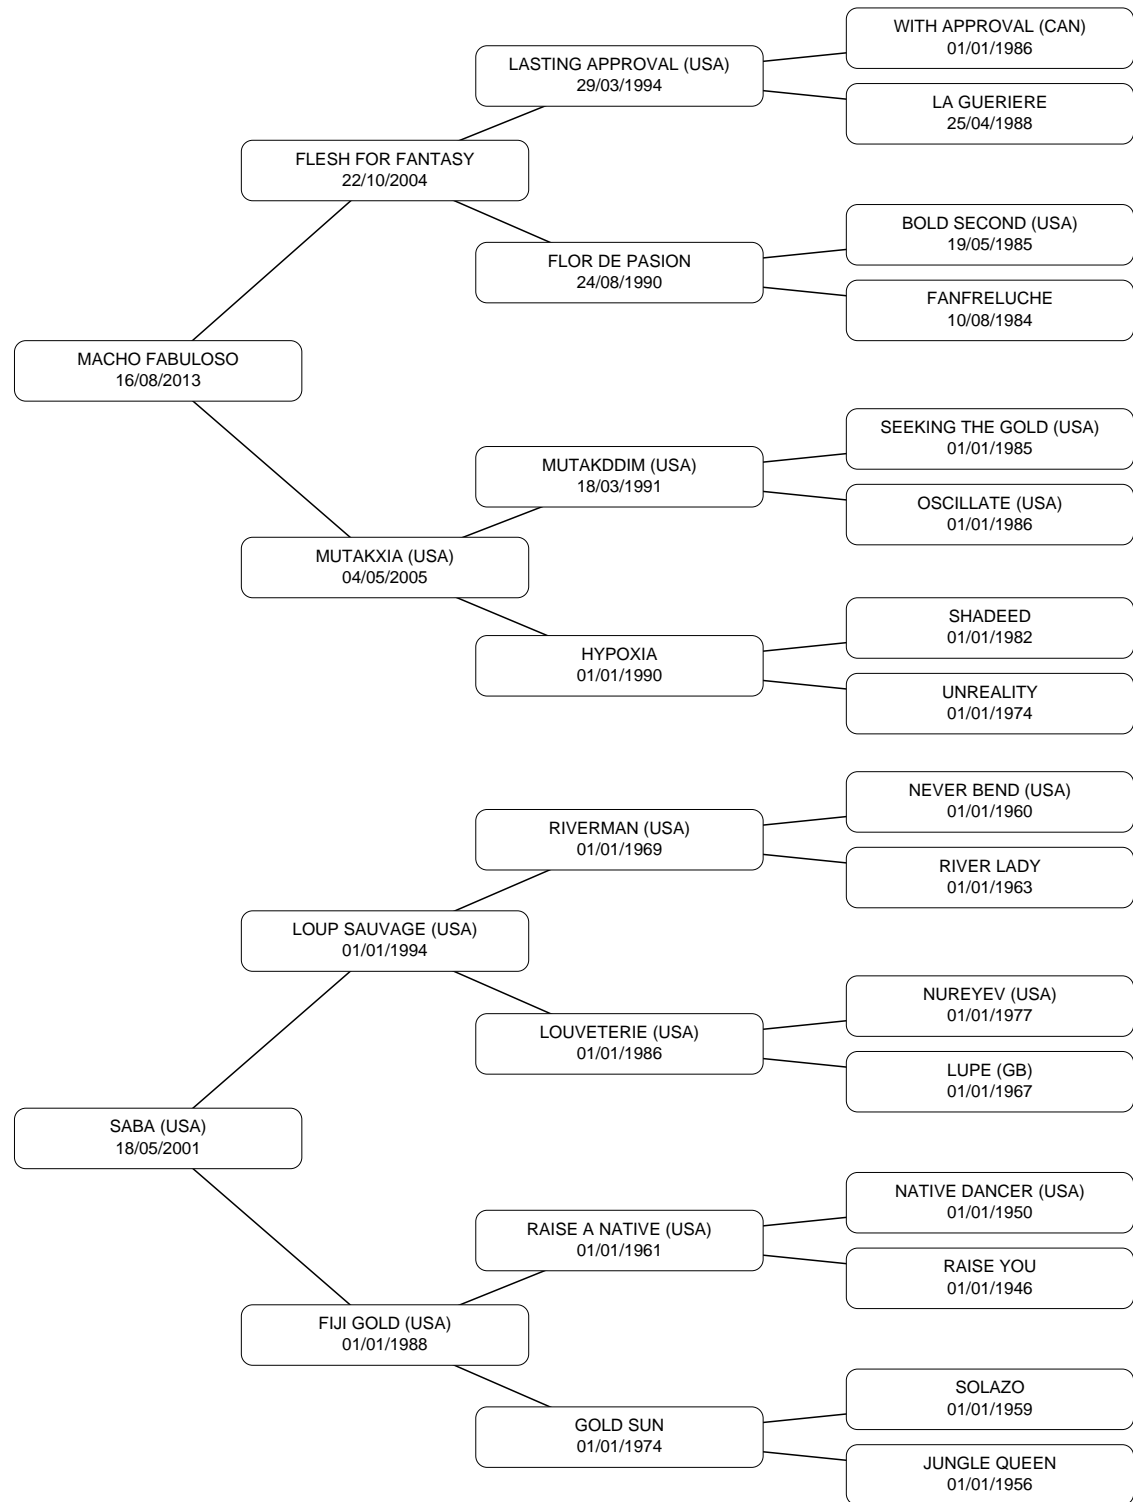 WITH APPROVAL (CAN)
01/01/1986
LASTING APPROVAL (USA)
29/03/1994
LA GUERIERE
25/04/1988
FLESH FOR FANTASY
22/10/2004
BOLD SECOND (USA)
19/05/1985
FLOR DE PASION
24/08/1990
FANFRELUCHE
10/08/1984
MACHO FABULOSO
16/08/2013
SEEKING THE GOLD (USA)
01/01/1985
MUTAKDDIM (USA)
18/03/1991
OSCILLATE (USA)
01/01/1986
MUTAKXIA (USA)
04/05/2005
SHADEED
01/01/1982
HYPOXIA
01/01/1990
UNREALITY
01/01/1974
NEVER BEND (USA)
01/01/1960
RIVERMAN (USA)
01/01/1969
RIVER LADY
01/01/1963
LOUP SAUVAGE (USA)
01/01/1994
NUREYEV (USA)
01/01/1977
LOUVETERIE (USA)
01/01/1986
LUPE (GB)
01/01/1967
SABA (USA)
18/05/2001
NATIVE DANCER (USA)
01/01/1950
RAISE A NATIVE (USA)
01/01/1961
RAISE YOU
01/01/1946
FIJI GOLD (USA)
01/01/1988
SOLAZO
01/01/1959
GOLD SUN
01/01/1974
JUNGLE QUEEN
01/01/1956